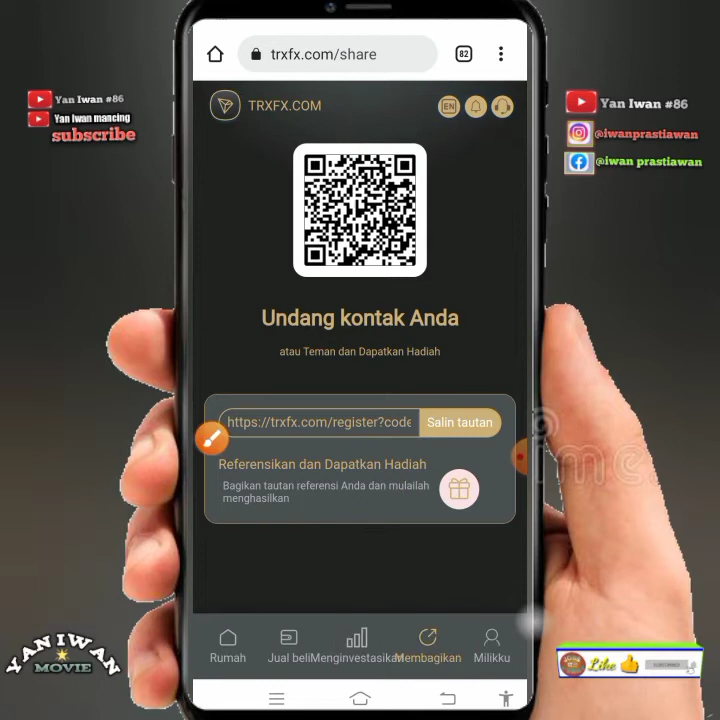 trxfx.com/share
82
TRXFX.COM
EN
Yan Iwan #86
Yan Iwan mancing
subscribe
Yan Iwan #86
@iwanprastiawan
@iwan prastiawan
Undang kontak Anda
atau Teman dan Dapatkan Hadiah
https://trxfx.com/register?code
Salin tautan
Referensikan dan Dapatkan Hadiah
Bagikan tautan referensi Anda dan mulailah
menghasilkan
Rumah
Jual beli
Menginvestasikan
Membagikan
Milikku
YAN IWAN
MOVIE
Like